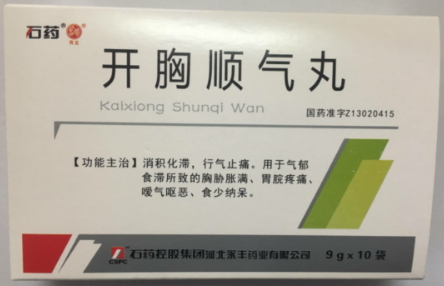 石药®
开胸顺气丸
Kaixiong Shunqi Wan
国药准字Z13020415
【功能主治】消积化滞，行气止痛。用于气郁
食滞所致的胸胁胀满、胃脘疼痛、
嗳气呕恶、食少纳呆。
CSPC 石药控股集团河北永丰药业有限公司
9g×10袋